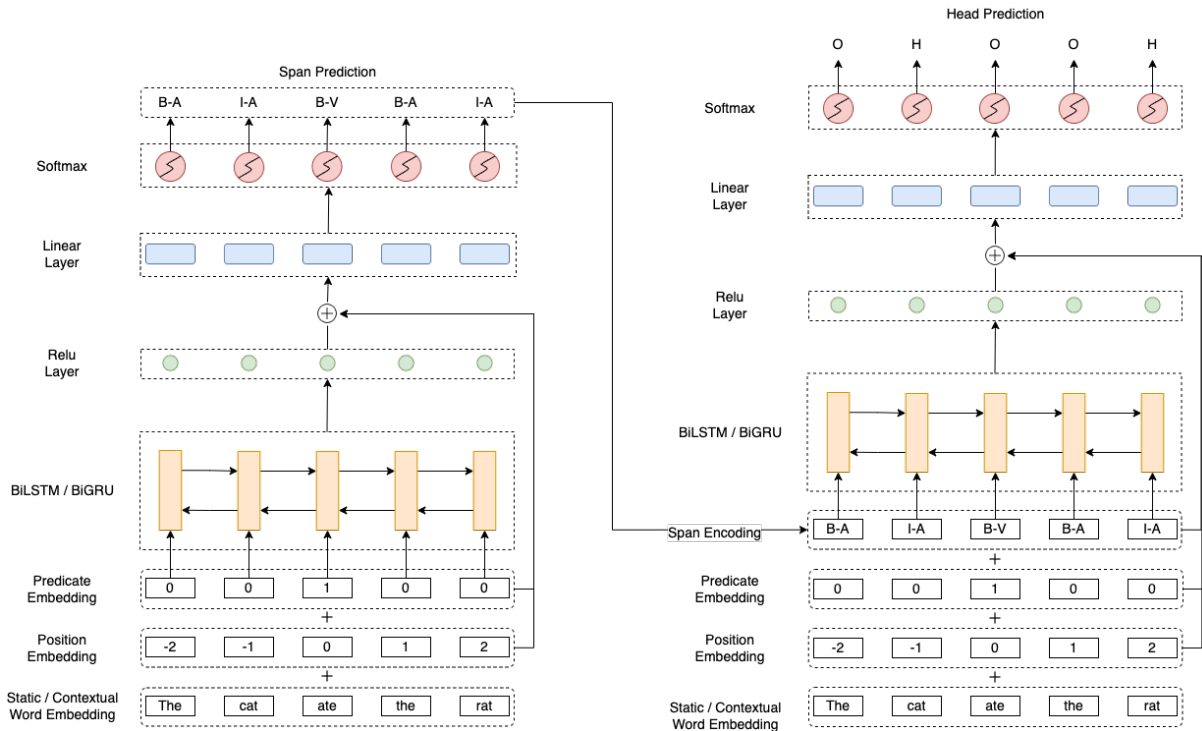 Span Prediction
B-A I-A B-V B-A I-A
Softmax
Linear
Layer
+
Relu
Layer
BiLSTM / BiGRU
Predicate
Embedding
0 0 1 0 0
+
Position
Embedding
-2 -1 0 1 2
+
Static / Contextual
Word Embedding
The cat ate the rat
Head Prediction
O H O O H
Softmax
Linear
Layer
+
Relu
Layer
BiLSTM / BiGRU
Span Encoding
B-A I-A B-V B-A I-A
+
Predicate
Embedding
0 0 1 0 0
+
Position
Embedding
-2 -1 0 1 2
+
Static / Contextual
Word Embedding
The cat ate the rat